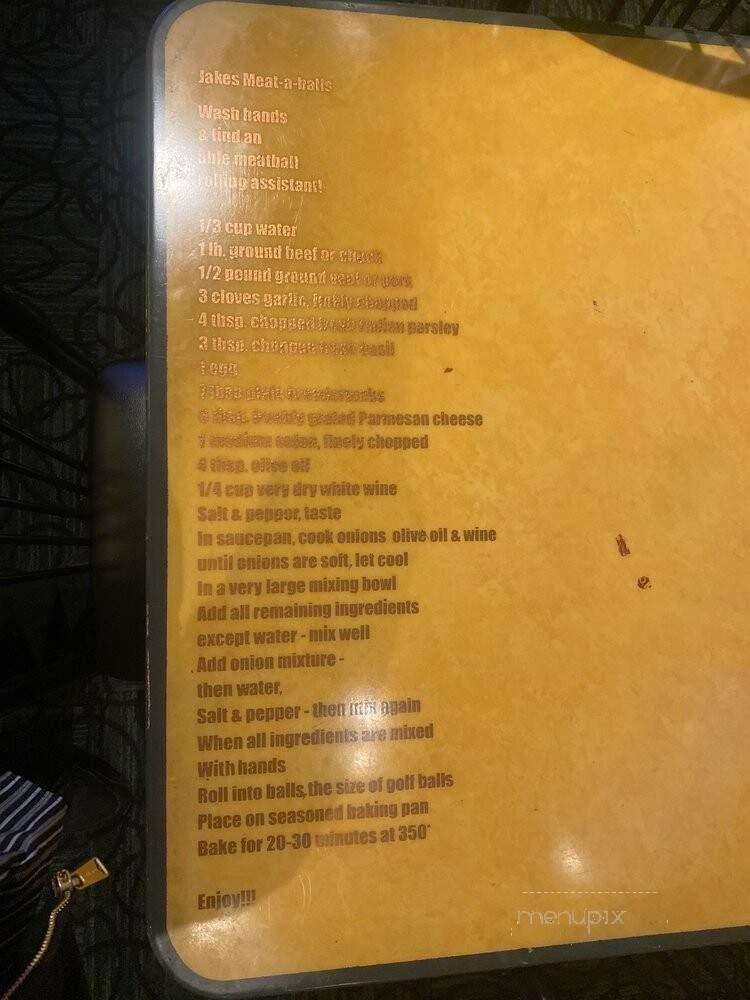 Jakes Meat-a-balls
Wash hands
& find an
able meatball
rolling assistant!
1/3 cup water
1 lb. ground beef or chuck
1/2 pound ground or pork
3 cloves garlic, finely chopped
4 tbsp. chopped Italian parsley
3 tbsp. chopped basil
1 egg
plain breadcrumbs
tbsp. freshly grated Parmesan cheese
1 medium onion, finely chopped
4 tbsp. olive oil
1/4 cup very dry white wine
Salt & pepper, taste
In saucepan, cook onions olive oil & wine
until onions are soft, let cool
In a very large mixing bowl
Add all remaining ingredients
except water - mix well
Add onion mixture -
then water,
Salt & pepper - then mix again
When all ingredients are mixed
With hands
Roll into balls,the size of golf balls
Place on seasoned baking pan
Bake for 20-30 minutes at 350°
Enjoy!!!
menupix